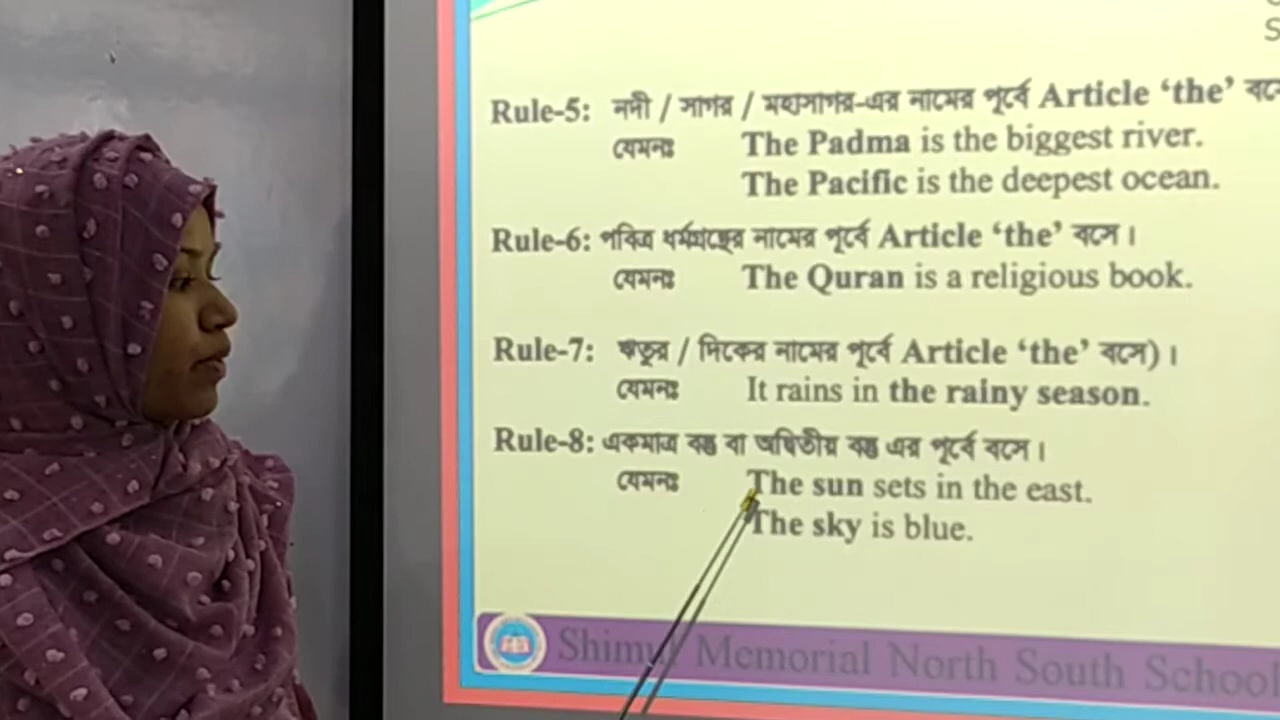 S
Rule-5: নদী / সাগর / মহাসাগর-এর নামের পূর্বে Article ‘the’
যেমনঃ The Padma is the biggest river.
The Pacific is the deepest ocean.
Rule-6: পবিত্র ধর্মগ্রন্থের নামের পূর্বে Article ‘the’ বসে।
যেমনঃ The Quran is a religious book.
Rule-7: ঋতুর / দিকের নামের পূর্বে Article ‘the’ বসে)।
যেমনঃ It rains in the rainy season.
Rule-8: একমাত্র বস্তু বা অদ্বিতীয় বস্তু এর পূর্বে বসে।
যেমনঃ The sun sets in the east.
The sky is blue.
Shimul Memorial North South School